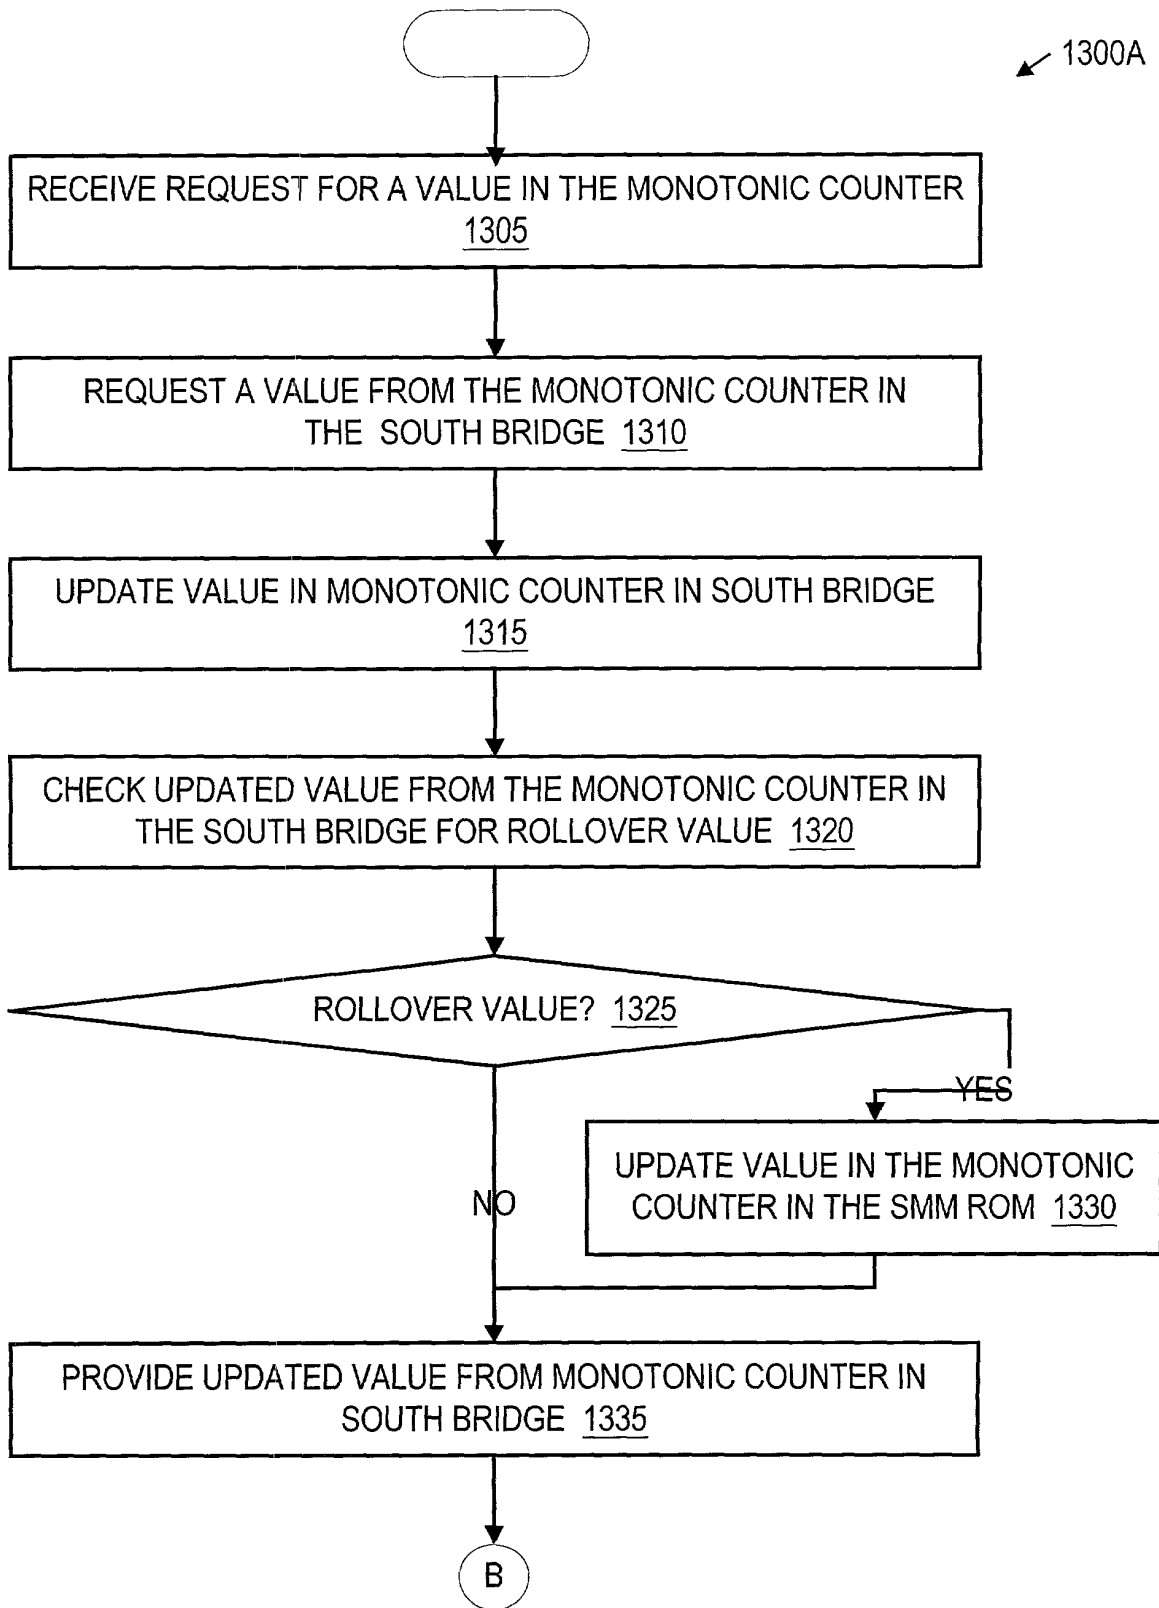 1300A
RECEIVE REQUEST FOR A VALUE IN THE MONOTONIC COUNTER
1305
REQUEST A VALUE FROM THE MONOTONIC COUNTER IN
THE SOUTH BRIDGE 1310
UPDATE VALUE IN MONOTONIC COUNTER IN SOUTH BRIDGE
1315
CHECK UPDATED VALUE FROM THE MONOTONIC COUNTER IN
THE SOUTH BRIDGE FOR ROLLOVER VALUE 1320
ROLLOVER VALUE? 1325
YES
UPDATE VALUE IN THE MONOTONIC
COUNTER IN THE SMM ROM 1330
NO
PROVIDE UPDATED VALUE FROM MONOTONIC COUNTER IN
SOUTH BRIDGE 1335
B